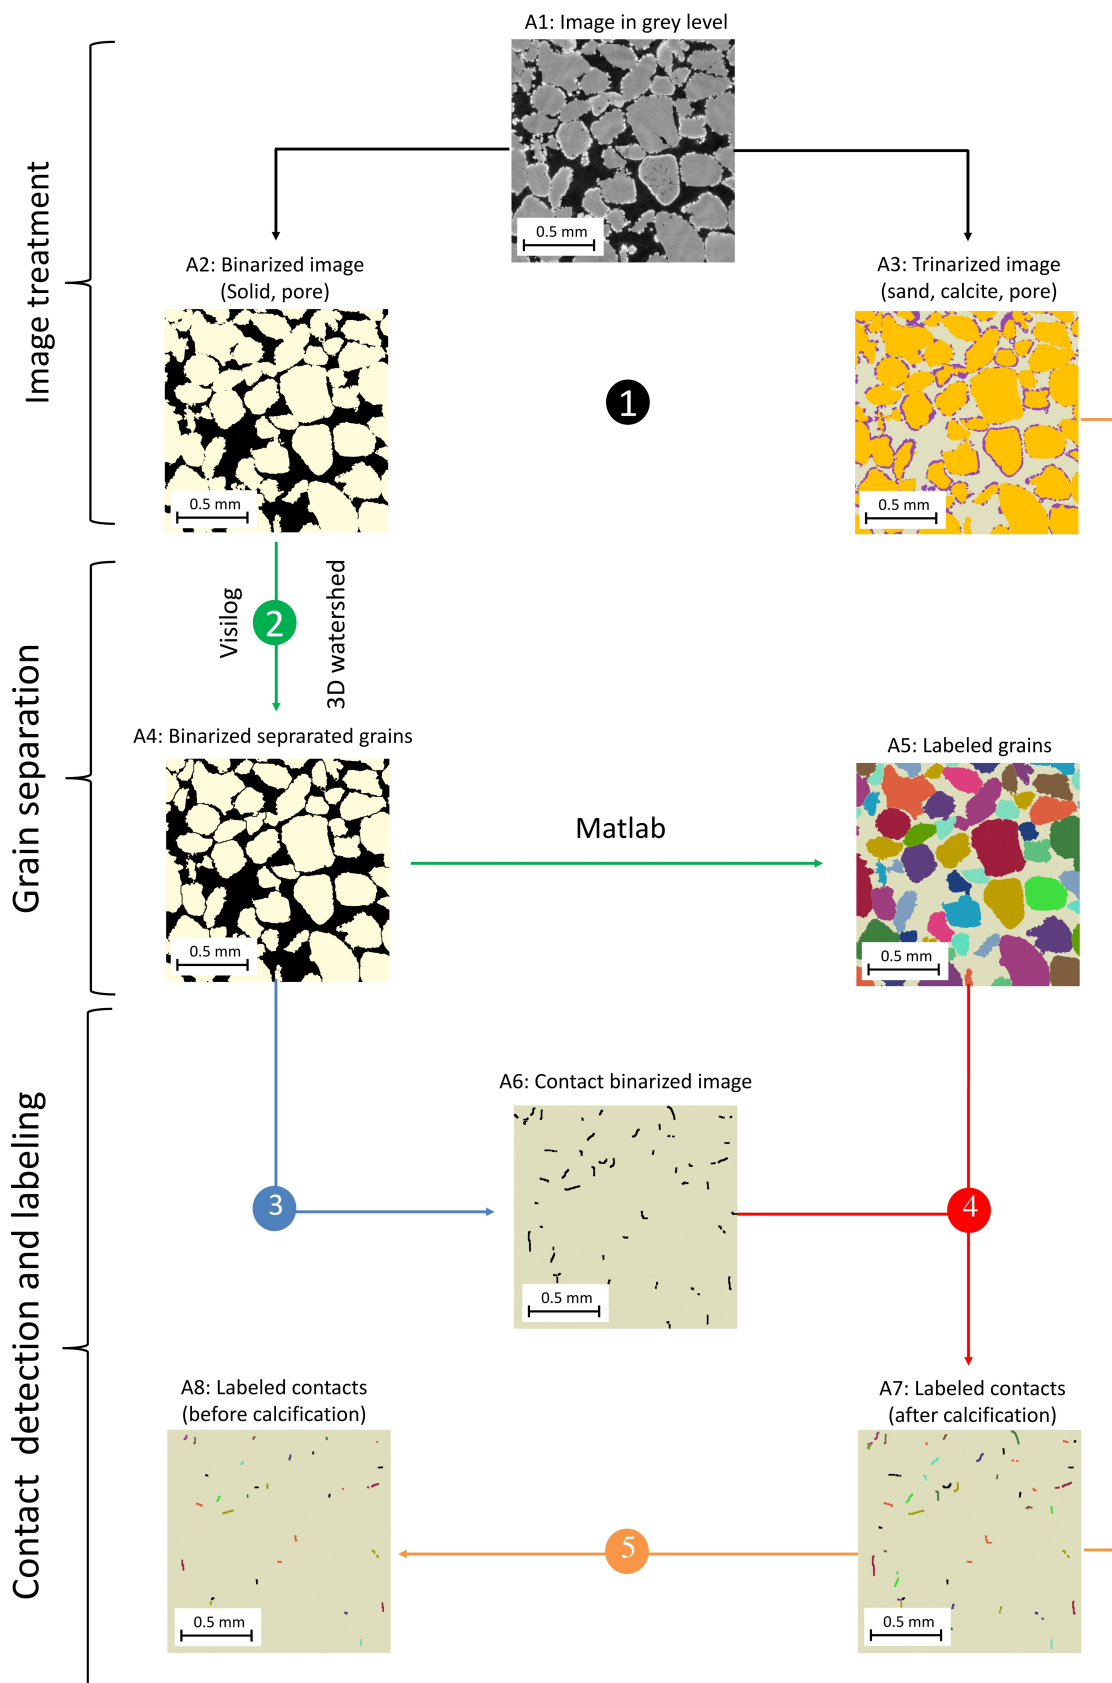 A1: Image in grey level
0.5 mm
Image treatment
A2: Binarized image
(Solid, pore)
0.5 mm
A3: Trinarized image
(sand, calcite, pore)
0.5 mm
1
Grain separation
Visilog
2
3D watershed
A4: Binarized seprarated grains
0.5 mm
Matlab
A5: Labeled grains
0.5 mm
Contact detection and labeling
A6: Contact binarized image
0.5 mm
3
4
A8: Labeled contacts
(before calcification)
0.5 mm
5
A7: Labeled contacts
(after calcification)
0.5 mm